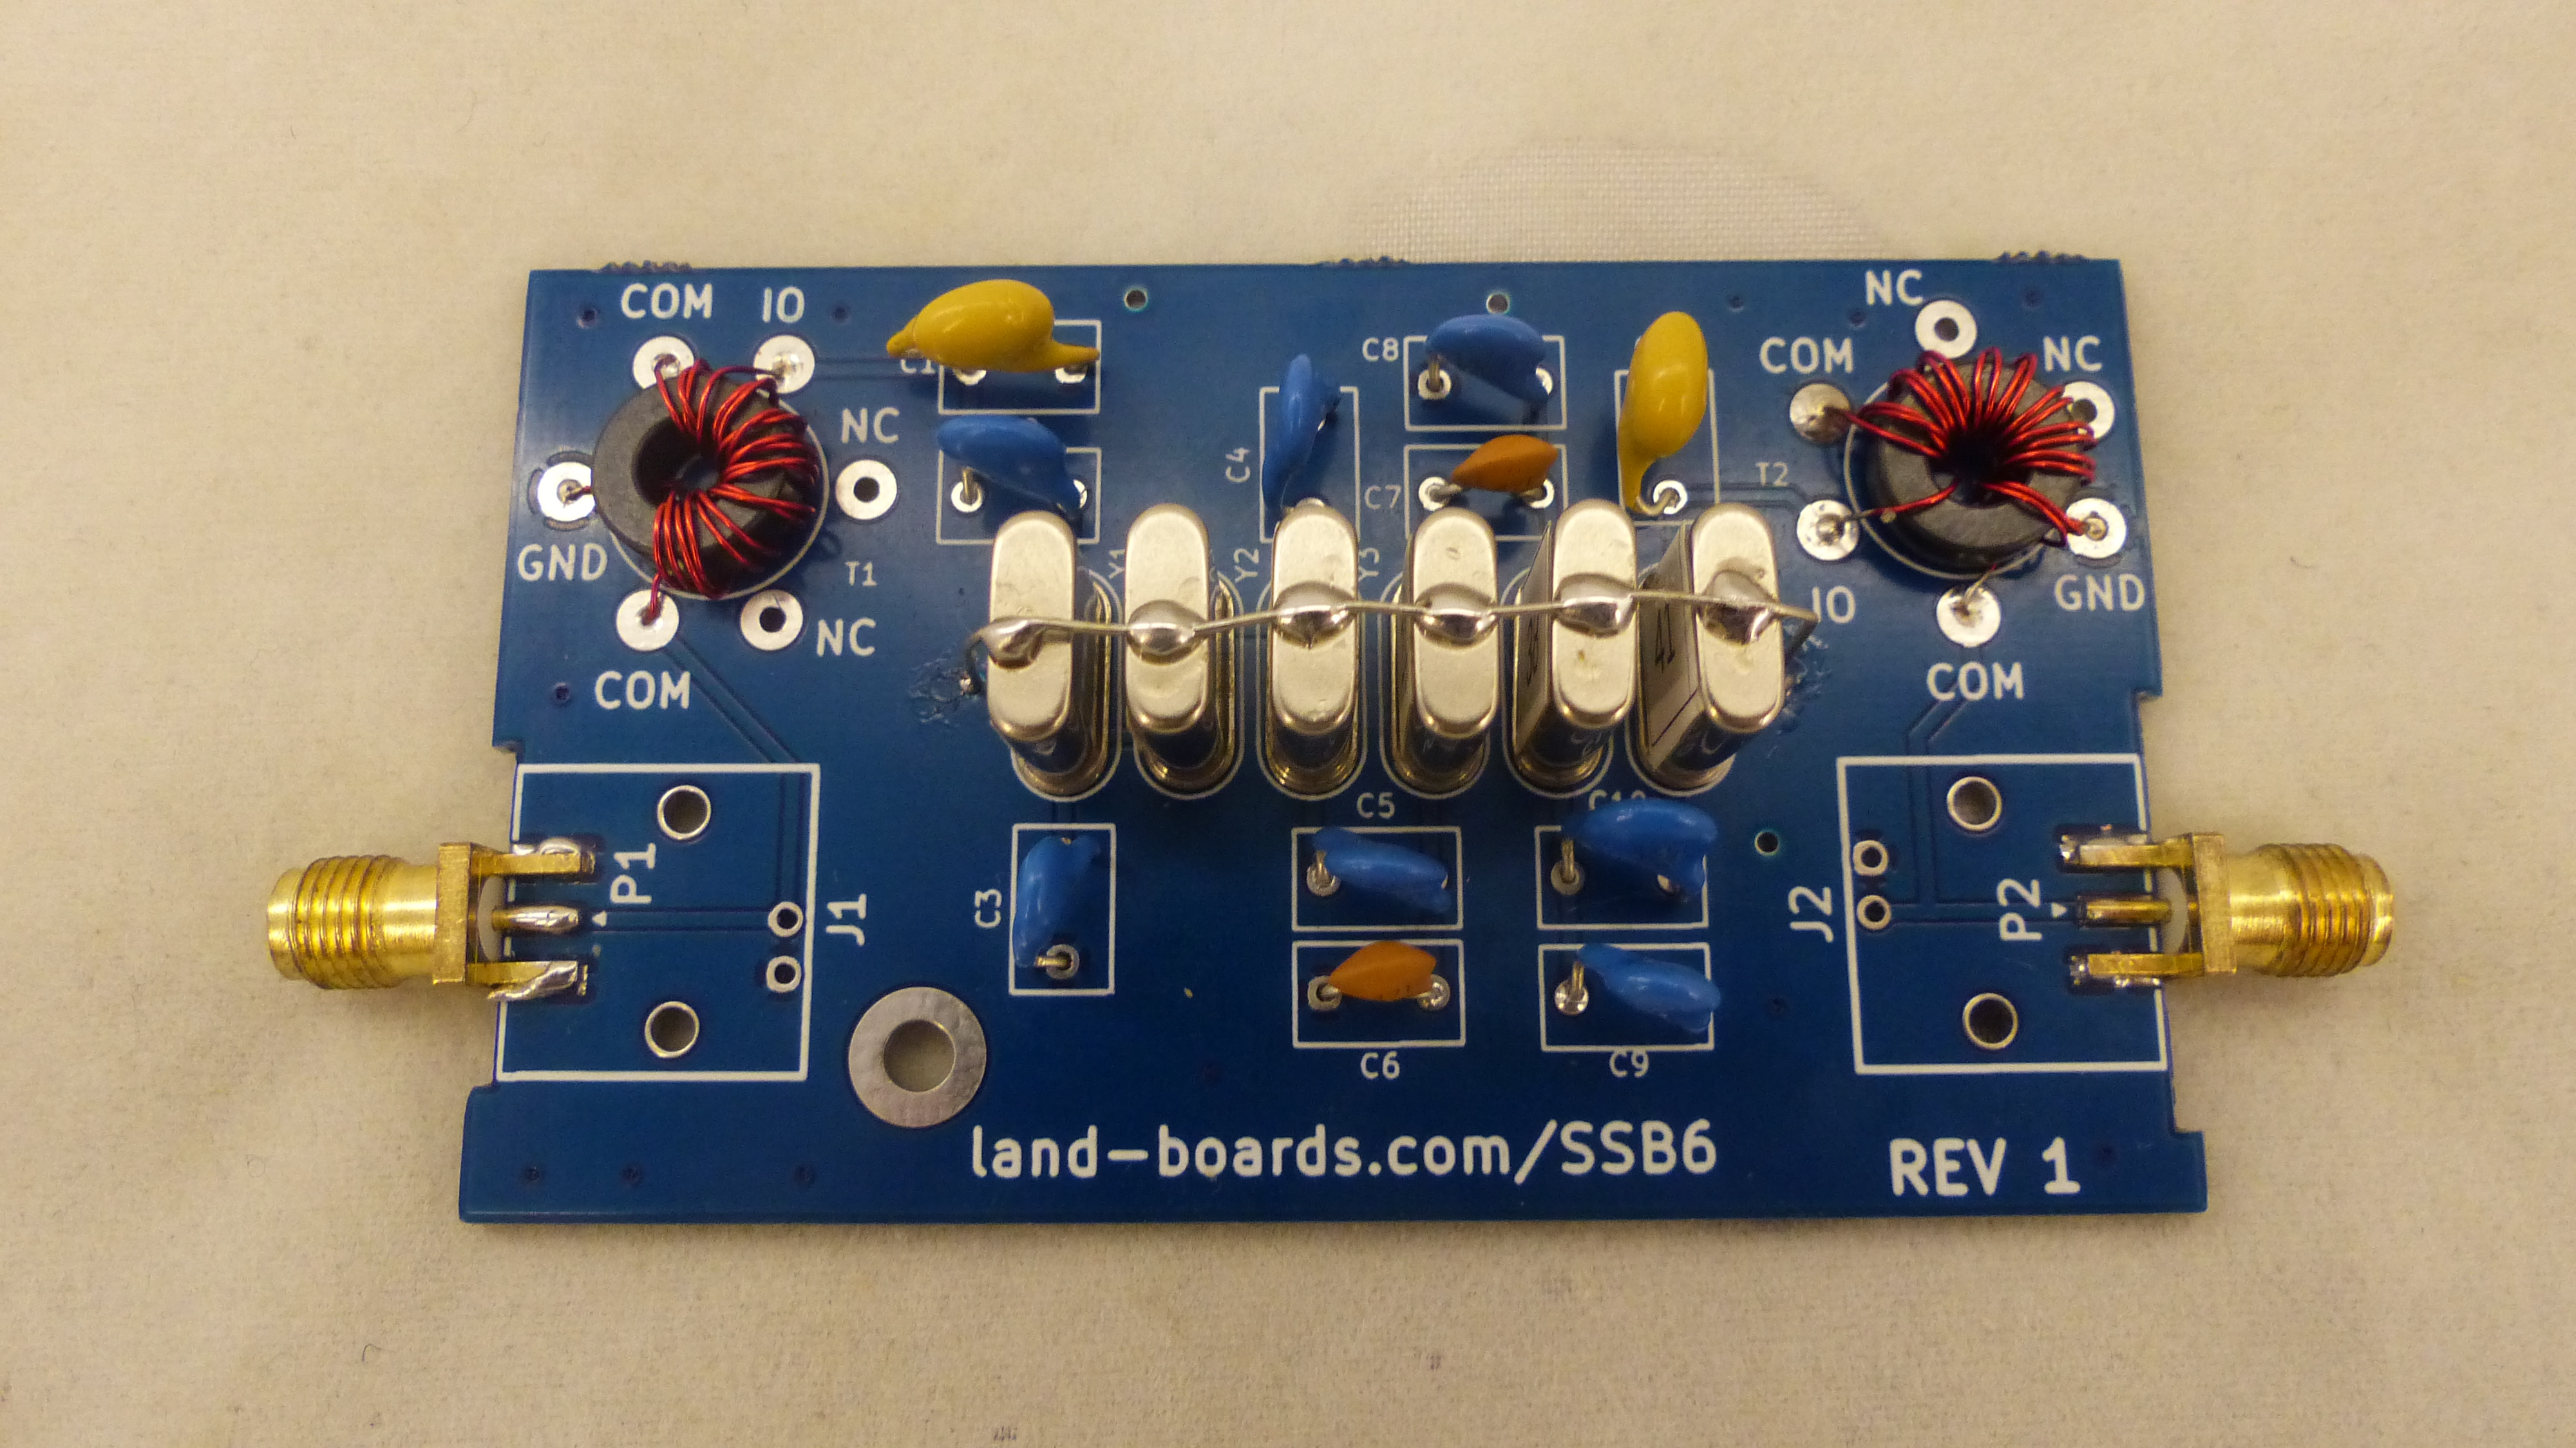 COM IO
NC
C1
C8
COM
NC
C4
C7
T2
NC
GND
T1
Y1
Y2
Y3
IO
GND
NC
COM
COM
41
C5
P1
J1
C3
J2
P2
C6
C9
land-boards.com/SSB6
REV 1